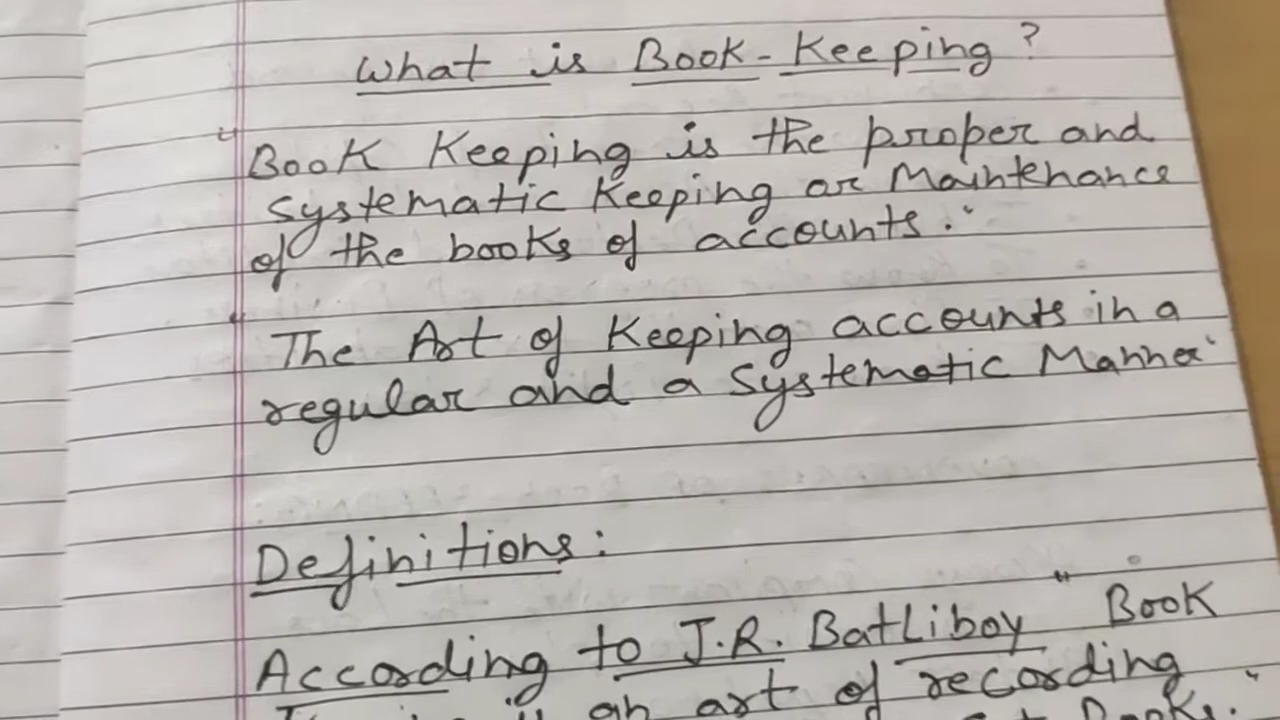 What is Book-Keeping?
"Book Keeping is the proper and
systematic Keeping or Maintenance
of the books of accounts."
"The Art of Keeping accounts in a
regular and a Systematic Manner"
Definitions:
According to J.R. Batliboy "Book
an art of recording
Books."